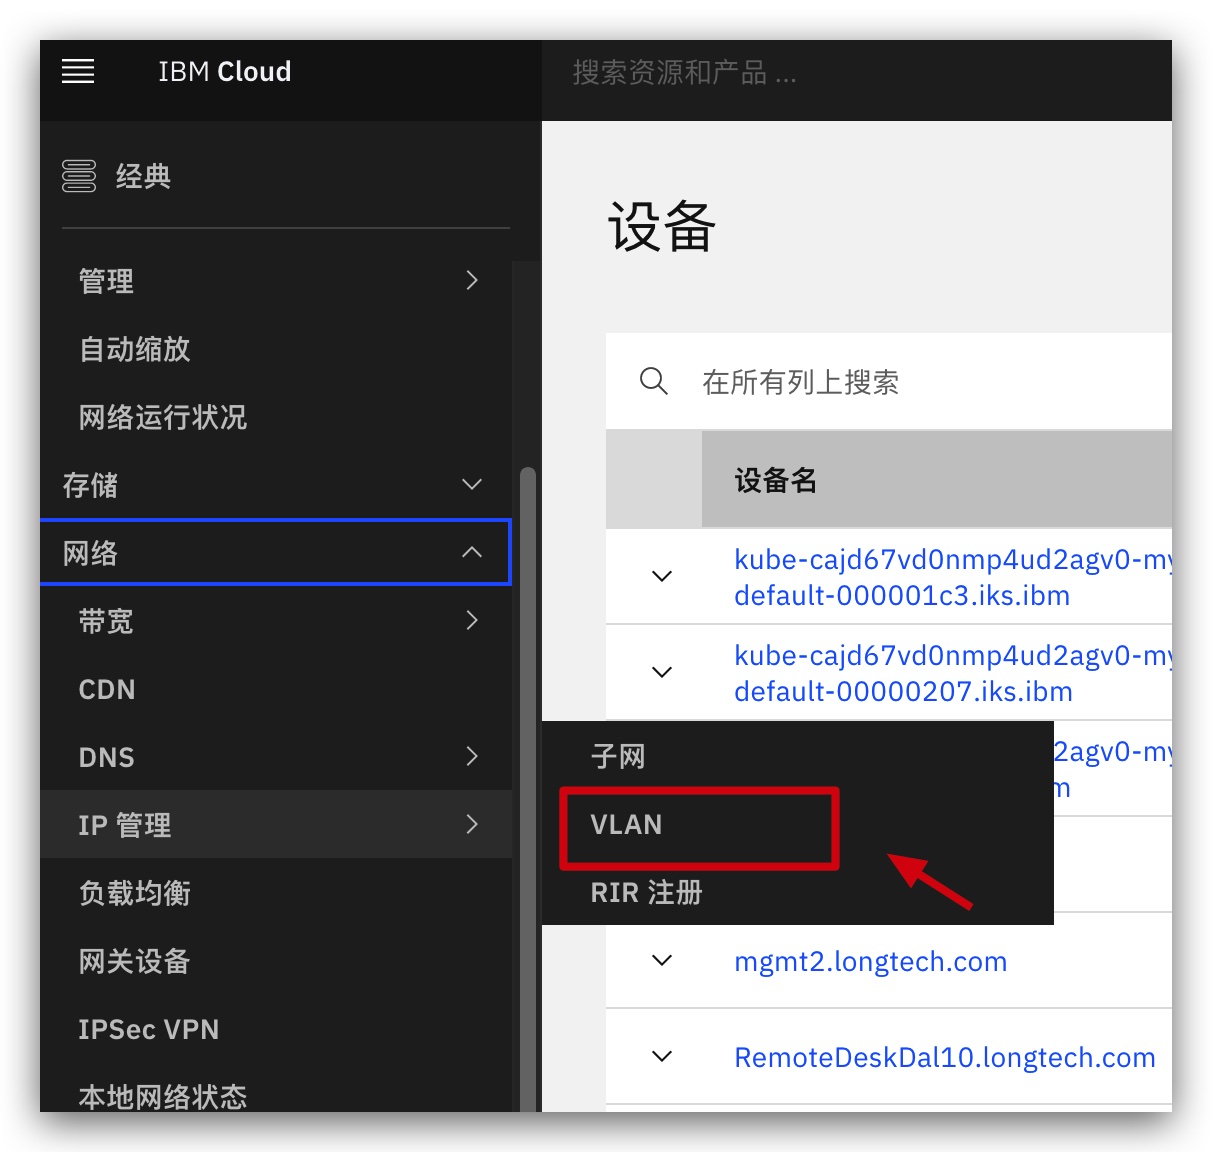 IBM Cloud
搜索资源和产品 ...
经典
管理
自动缩放
网络运行状况
存储
网络
带宽
CDN
DNS
IP 管理
负载均衡
网关设备
IPSec VPN
本地网络状态
子网
VLAN
RIR 注册
设备
在所有列上搜索
设备名
kube-cajd67vd0nmp4ud2agv0-my
default-000001c3.iks.ibm
kube-cajd67vd0nmp4ud2agv0-my
default-00000207.iks.ibm
2agv0-my
m
mgmt2.longtech.com
RemoteDeskDal10.longtech.com